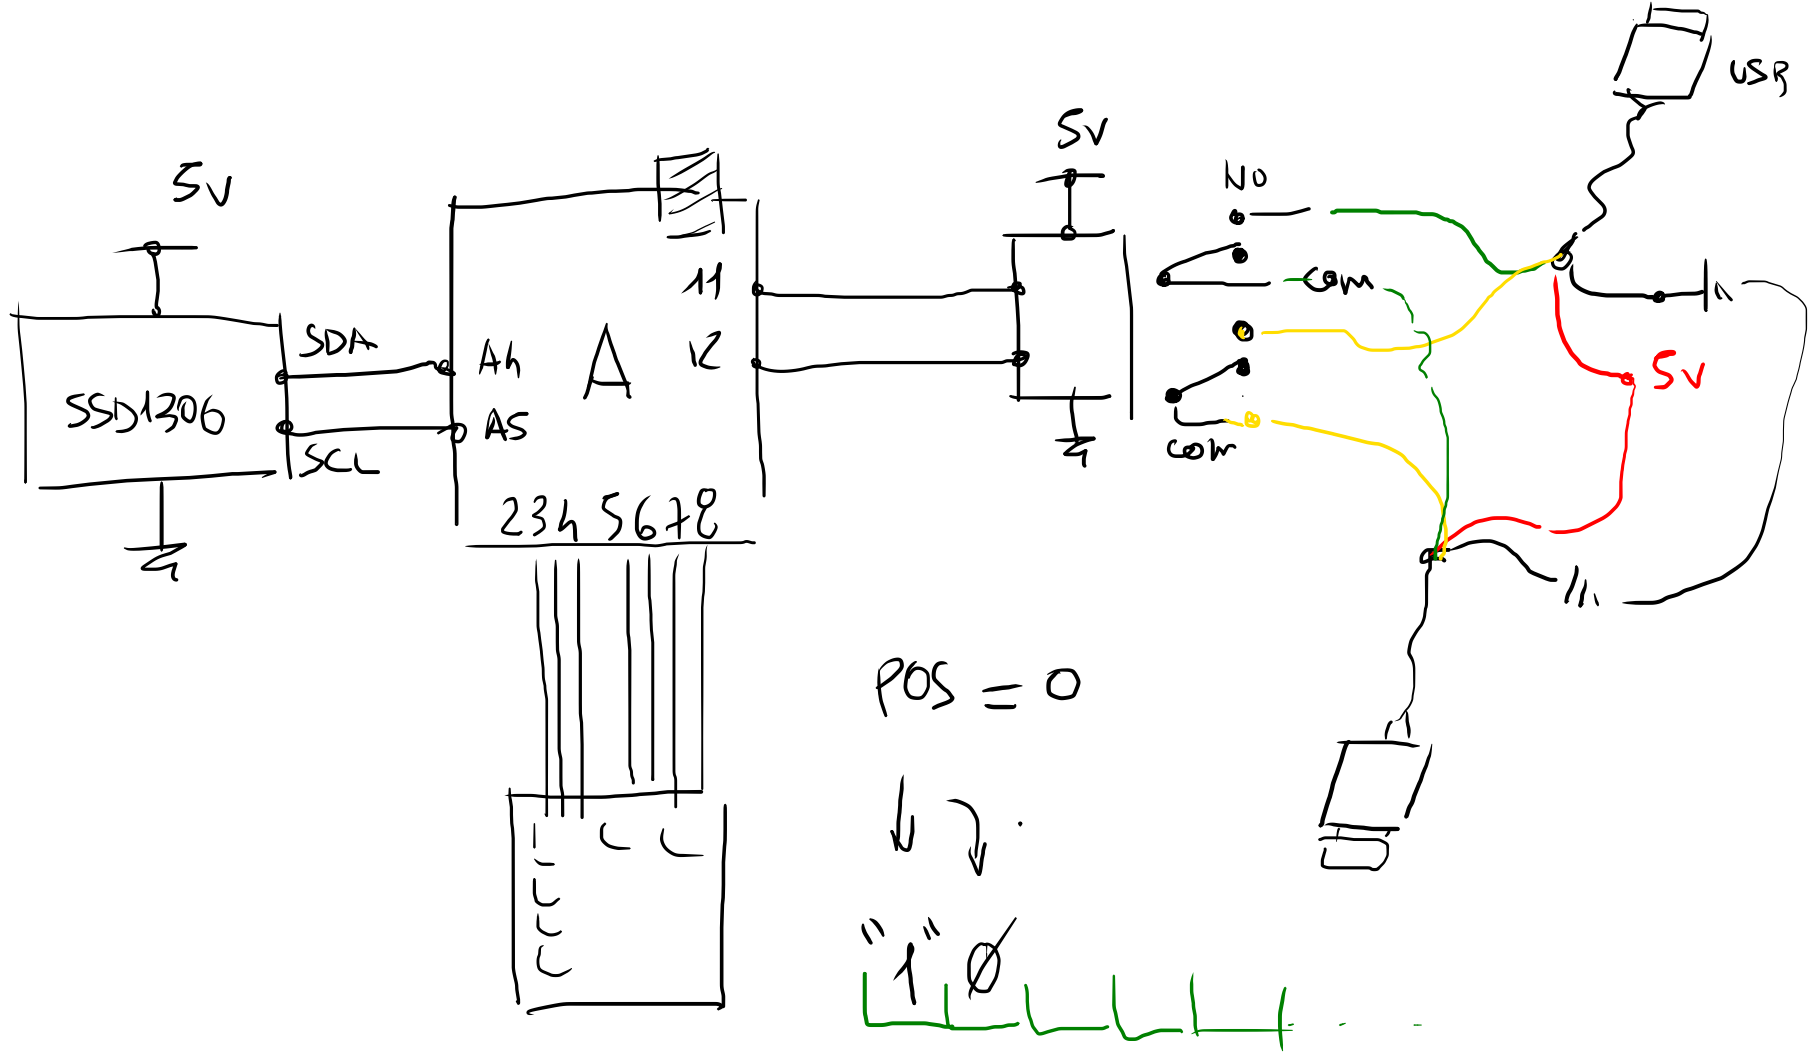 USB
5V
NO
5V
11
SDA
com
A4
12
A
5V
SSD1306
A5
SCL
com
2 3 4 5 6 7 8
POS = 0
"1" Ø